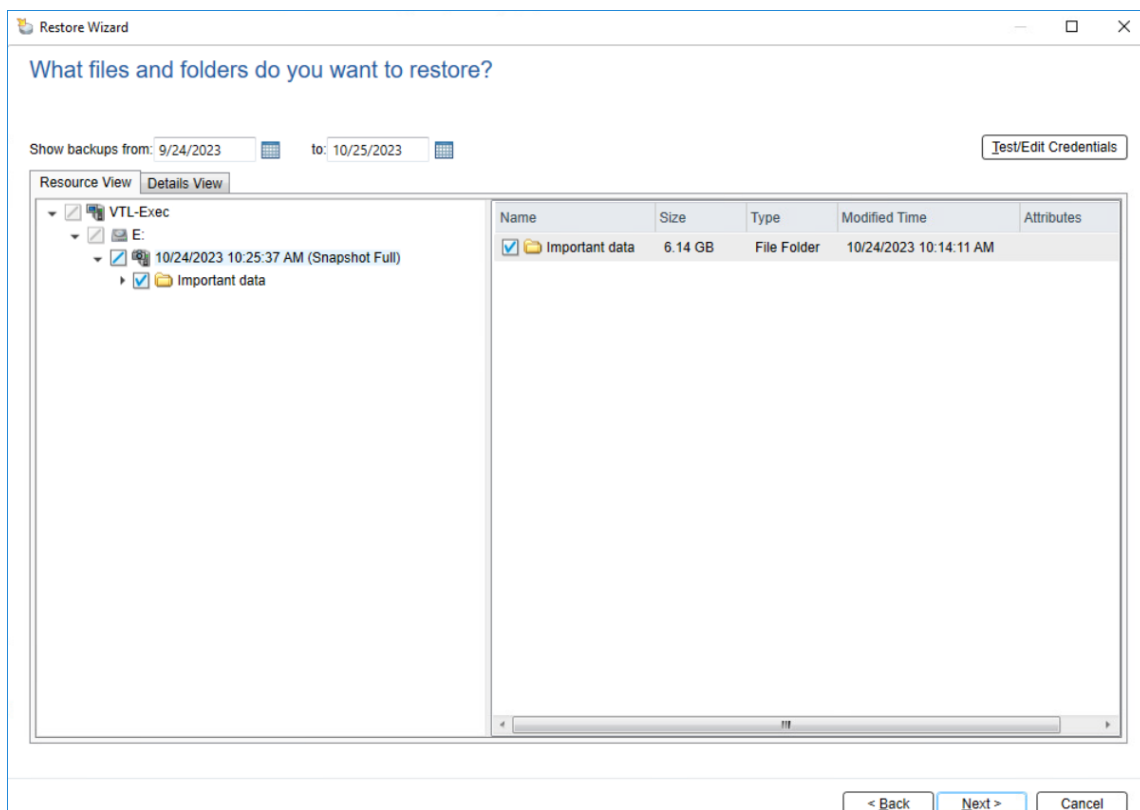 Restore Wizard
What files and folders do you want to restore?
Show backups from: 9/24/2023 to: 10/25/2023 Test/Edit Credentials
Resource View Details View
VTL-Exec
E:
10/24/2023 10:25:37 AM (Snapshot Full)
Important data
Name Size Type Modified Time Attributes
Important data 6.14 GB File Folder 10/24/2023 10:14:11 AM
< Back Next > Cancel